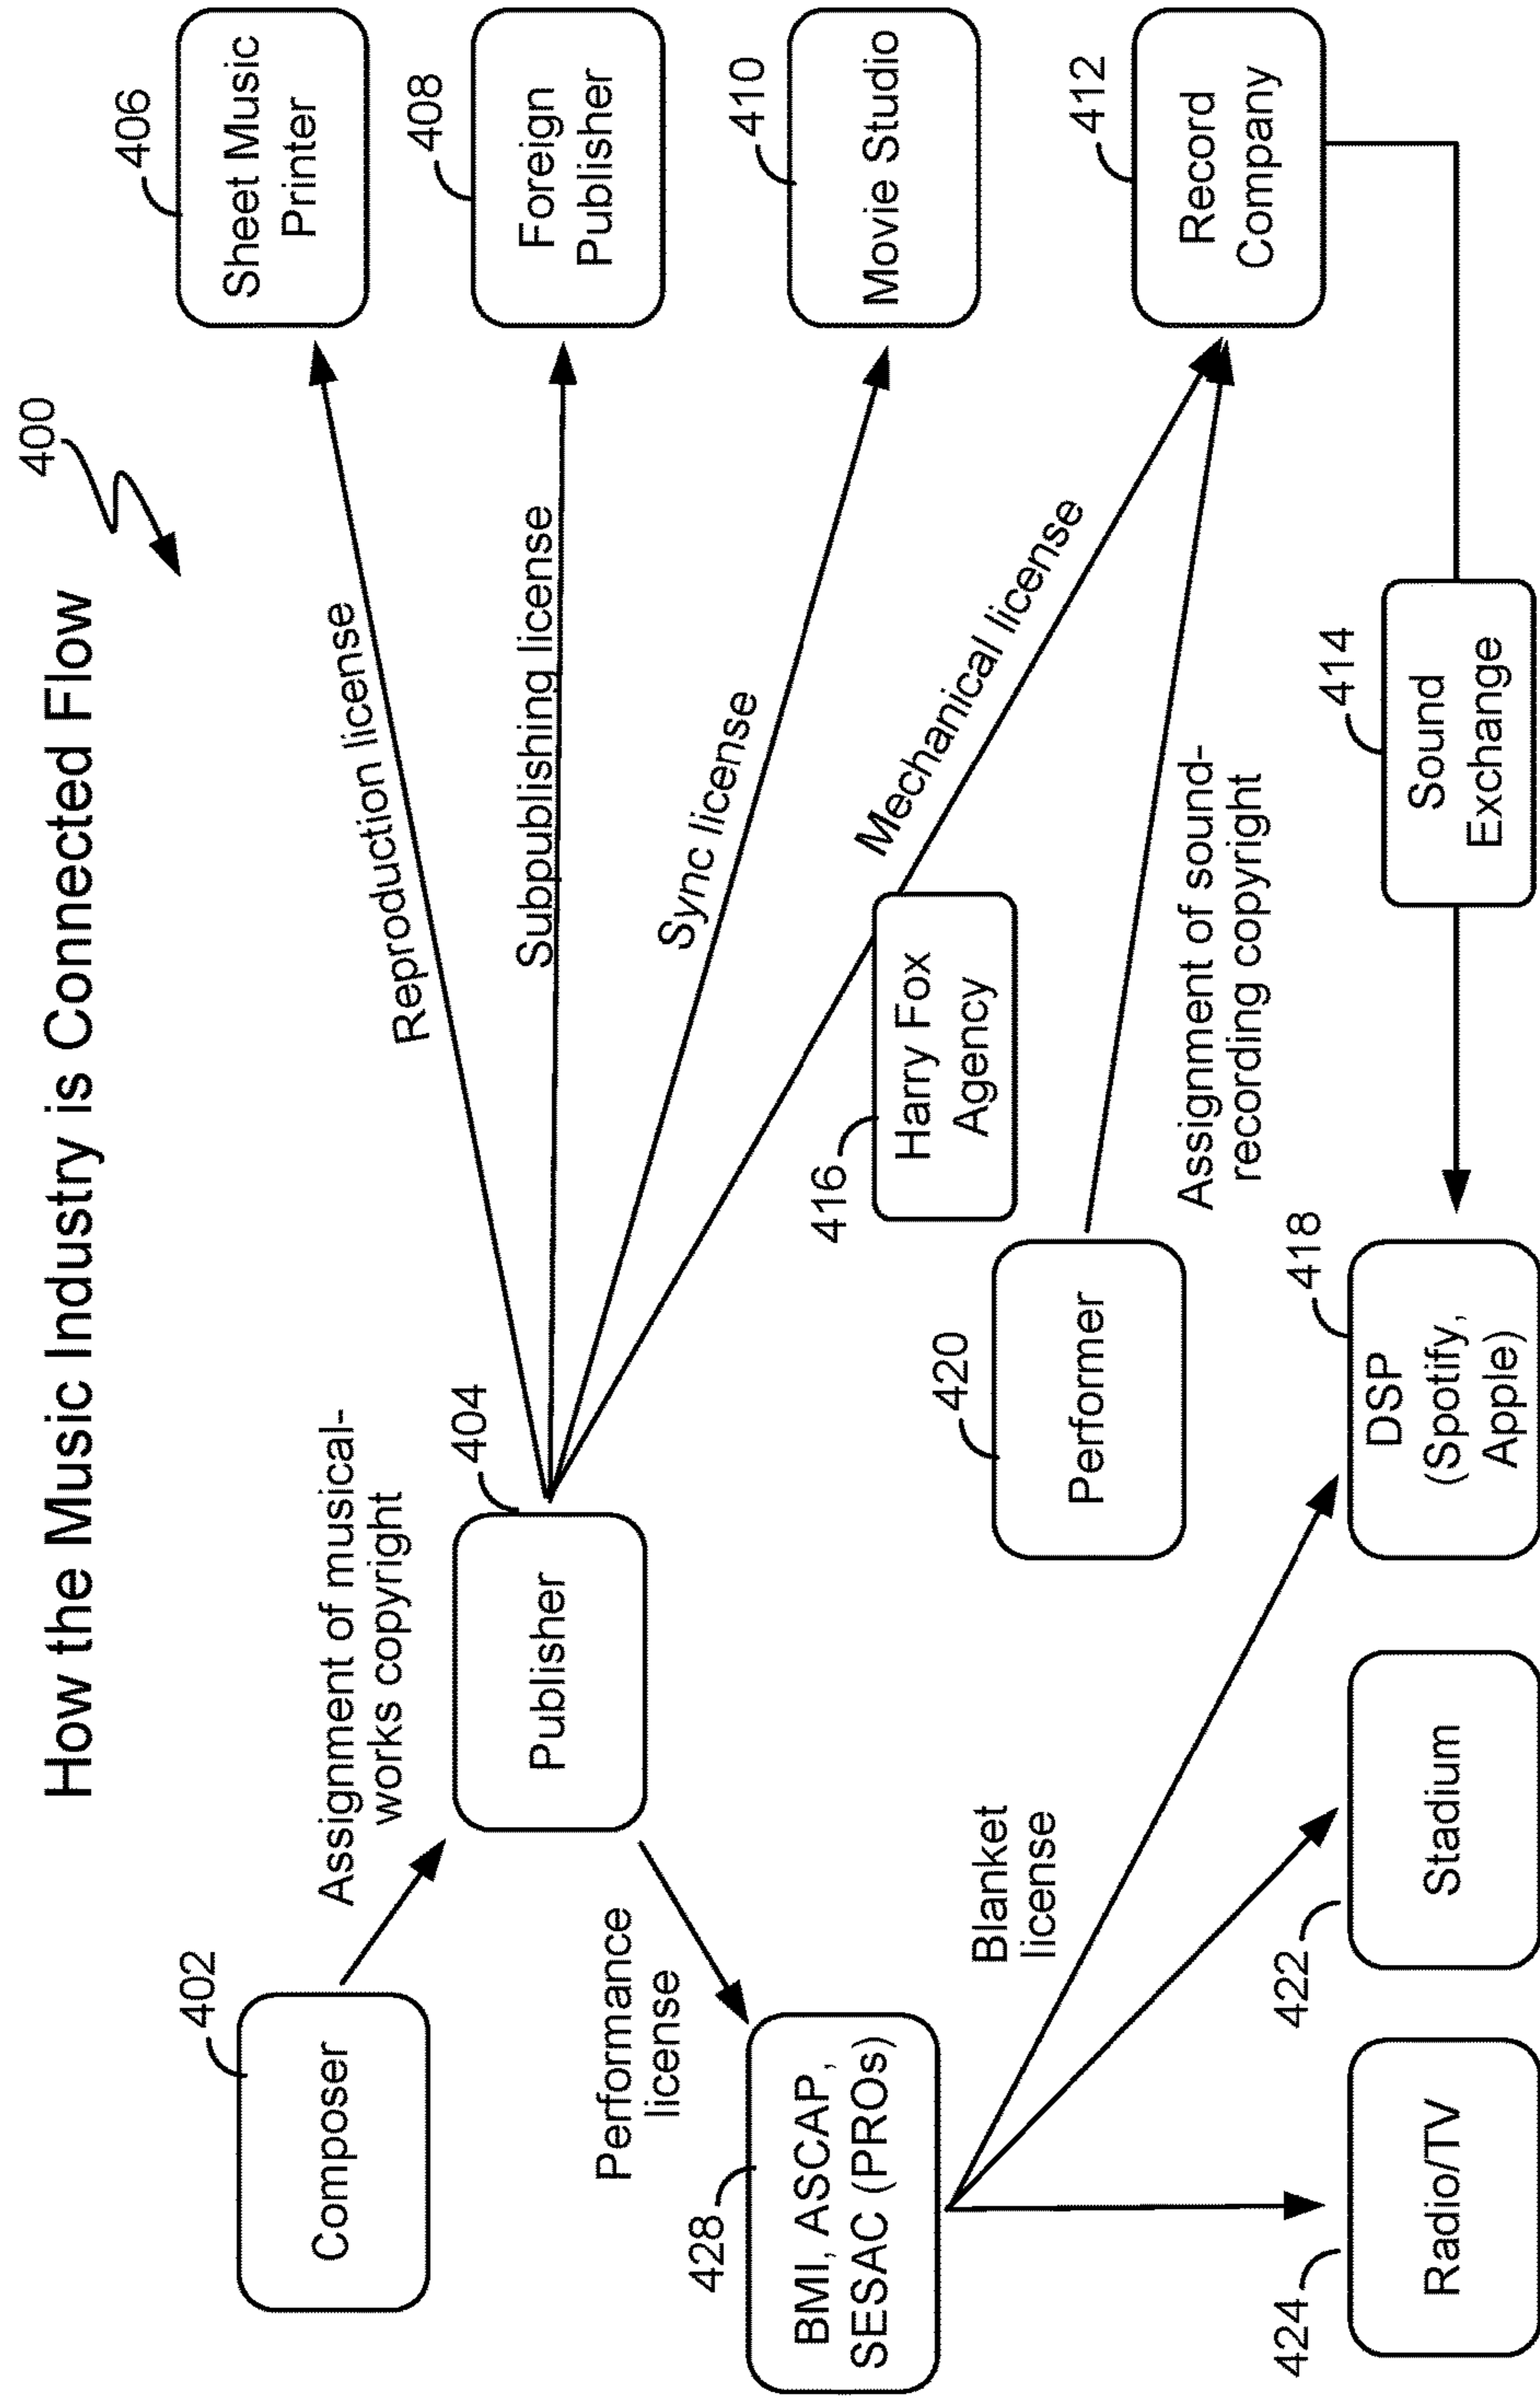 How the Music Industry is Connected Flow
400
402
Composer
Assignment of musical-
works copyright
404
Publisher
Reproduction license
406
Sheet Music
Printer
Subpublishing license
408
Foreign
Publisher
Sync license
410
Movie Studio
Mechanical license
412
Record
Company
416
Harry Fox
Agency
Performance
license
428
BMI, ASCAP,
SESAC (PROs)
420
Performer
Assignment of sound-
recording copyright
Blanket
license
424
Radio/TV
422
Stadium
418
DSP
(Spotify,
Apple)
414
Sound
Exchange